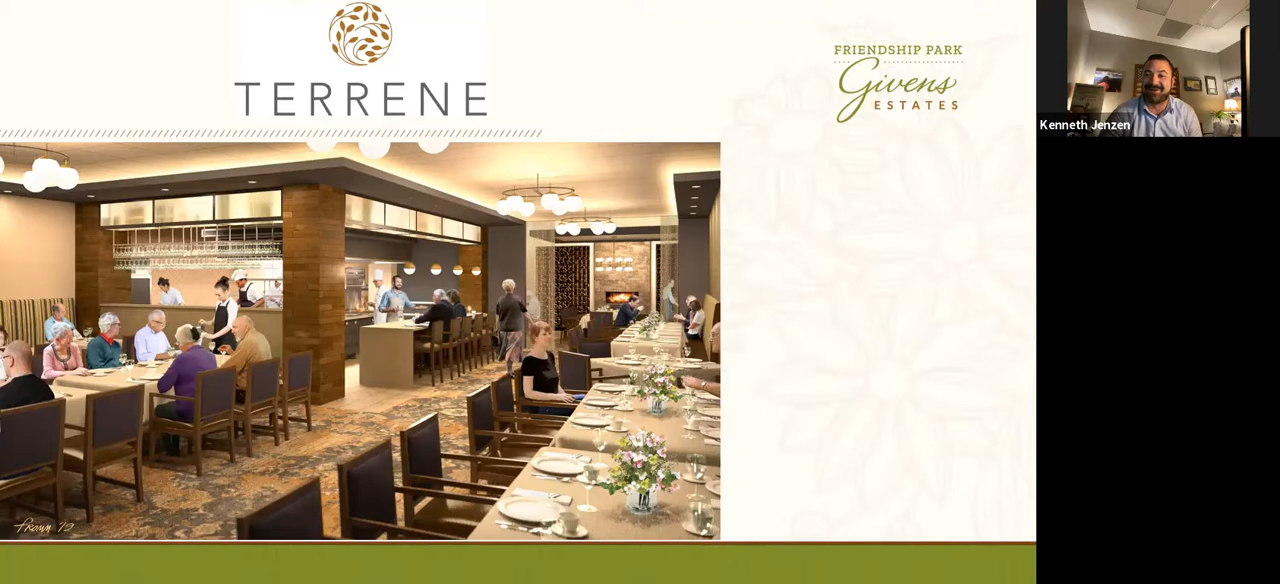 TERRENE
FRIENDSHIP PARK
Givens
ESTATES
Kenneth Jenzen